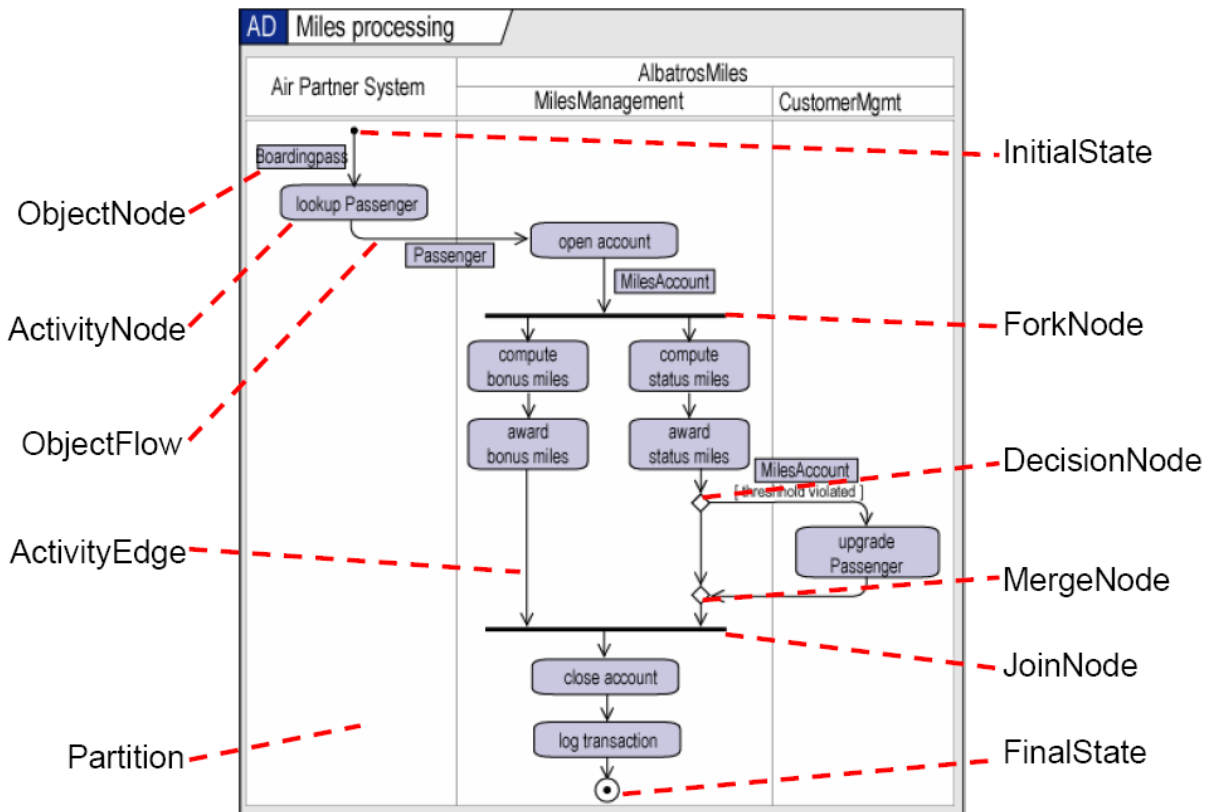 AD Miles processing
AlbatrosMiles
Air Partner System
MilesManagement
CustomerMgmt
InitialState
Boardingpass
ObjectNode
lookup Passenger
open account
Passenger
MilesAccount
ActivityNode
ForkNode
compute
bonus miles
compute
status miles
ObjectFlow
award
bonus miles
award
status miles
MilesAccount
DecisionNode
[ threshhold violated ]
ActivityEdge
upgrade
Passenger
MergeNode
JoinNode
close account
Partition
log transaction
FinalState